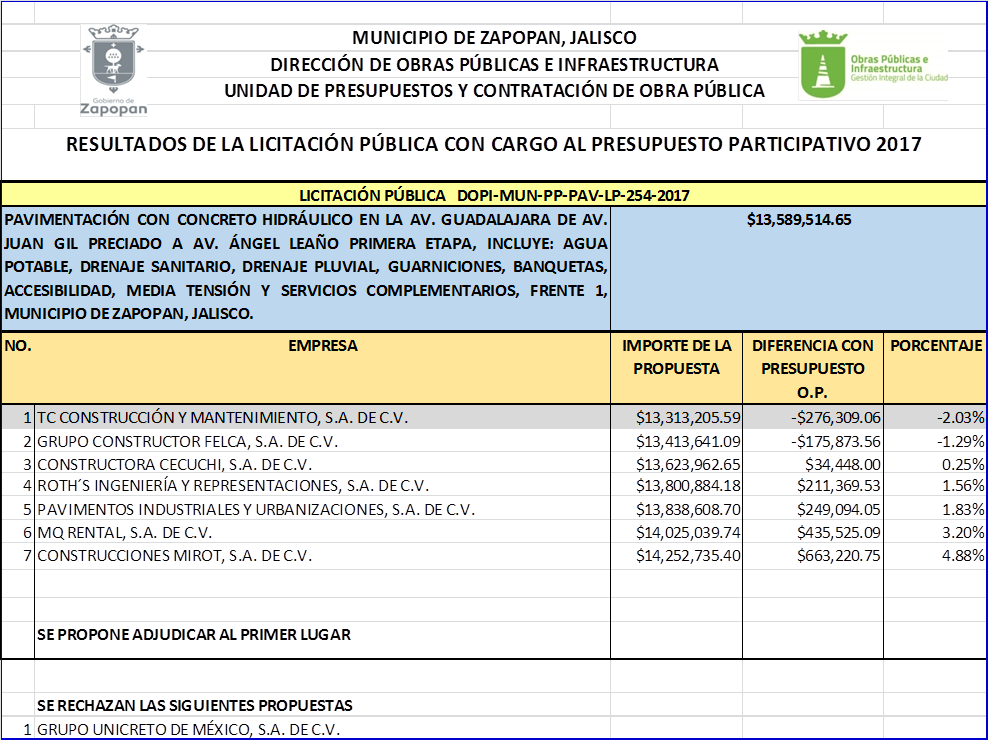 MUNICIPIO DE ZAPOPAN, JALISCO
DIRECCIÓN DE OBRAS PÚBLICAS E INFRAESTRUCTURA
UNIDAD DE PRESUPUESTOS Y CONTRATACIÓN DE OBRA PÚBLICA
Gobierno de
Zapopan
Obras Públicas e
Infraestructura
Gestión Integral de la Ciudad
RESULTADOS DE LA LICITACIÓN PÚBLICA CON CARGO AL PRESUPUESTO PARTICIPATIVO 2017
LICITACIÓN PÚBLICA DOPI-MUN-PP-PAV-LP-254-2017
PAVIMENTACIÓN CON CONCRETO HIDRÁULICO EN LA AV. GUADALAJARA DE AV. $13,589,514.65
JUAN GIL PRECIADO A AV. ÁNGEL LEAÑO PRIMERA ETAPA, INCLUYE: AGUA
POTABLE, DRENAJE SANITARIO, DRENAJE PLUVIAL, GUARNICIONES, BANQUETAS,
ACCESIBILIDAD, MEDIA TENSIÓN Y SERVICIOS COMPLEMENTARIOS, FRENTE 1,
MUNICIPIO DE ZAPOPAN, JALISCO.
NO. EMPRESA IMPORTE DE LA DIFERENCIA CON PORCENTAJE
PROPUESTA PRESUPUESTO
O.P.
1 TC CONSTRUCCIÓN Y MANTENIMIENTO, S.A. DE C.V. $13,313,205.59 -$276,309.06 -2.03%
2 GRUPO CONSTRUCTOR FELCA, S.A. DE C.V. $13,413,641.09 -$175,873.56 -1.29%
3 CONSTRUCTORA CECUCHI, S.A. DE C.V. $13,623,962.65 $34,448.00 0.25%
4 ROTH´S INGENIERÍA Y REPRESENTACIONES, S.A. DE C.V. $13,800,884.18 $211,369.53 1.56%
5 PAVIMENTOS INDUSTRIALES Y URBANIZACIONES, S.A. DE C.V. $13,838,608.70 $249,094.05 1.83%
6 MQ RENTAL, S.A. DE C.V. $14,025,039.74 $435,525.09 3.20%
7 CONSTRUCCIONES MIROT, S.A. DE C.V. $14,252,735.40 $663,220.75 4.88%
SE PROPONE ADJUDICAR AL PRIMER LUGAR
SE RECHAZAN LAS SIGUIENTES PROPUESTAS
1 GRUPO UNICRETO DE MÉXICO, S.A. DE C.V.